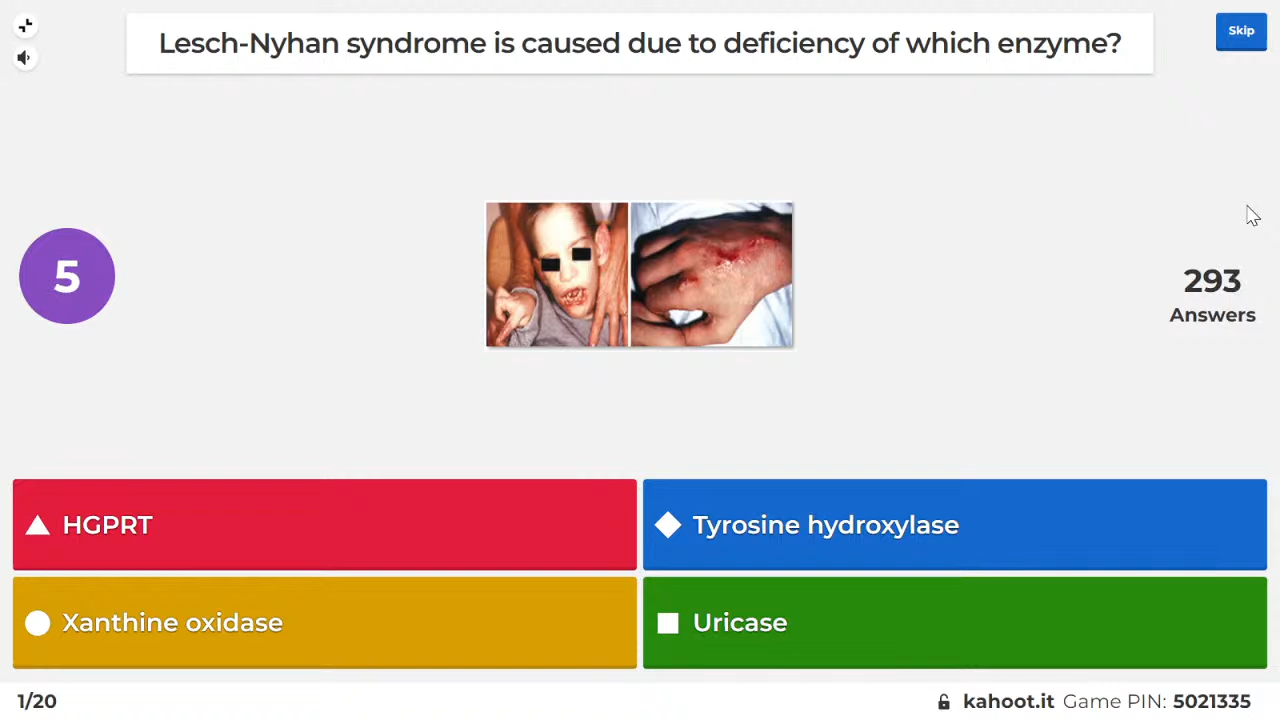 Lesch-Nyhan syndrome is caused due to deficiency of which enzyme?
Skip
5
293
Answers
HGPRT
Tyrosine hydroxylase
Xanthine oxidase
Uricase
1/20
kahoot.it Game PIN: 5021335